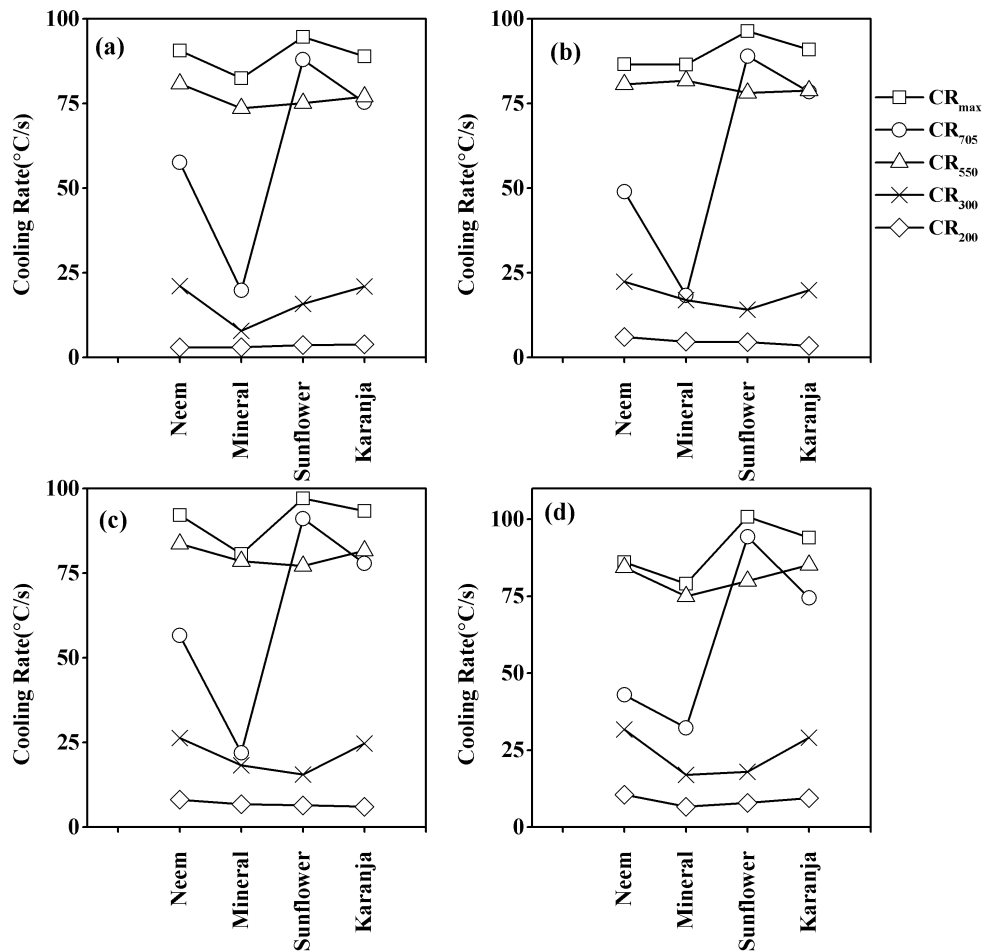 (a)
100
75
50
25
0
Cooling Rate(°C/s)
Neem
Mineral
Sunflower
Karanja
(b)
100
75
50
25
0
Cooling Rate(°C/s)
Neem
Mineral
Sunflower
Karanja
CRmax
CR705
CR550
CR300
CR200
(c)
100
75
50
25
0
Cooling Rate(°C/s)
Neem
Mineral
Sunflower
Karanja
(d)
100
75
50
25
0
Cooling Rate(°C/s)
Neem
Mineral
Sunflower
Karanja